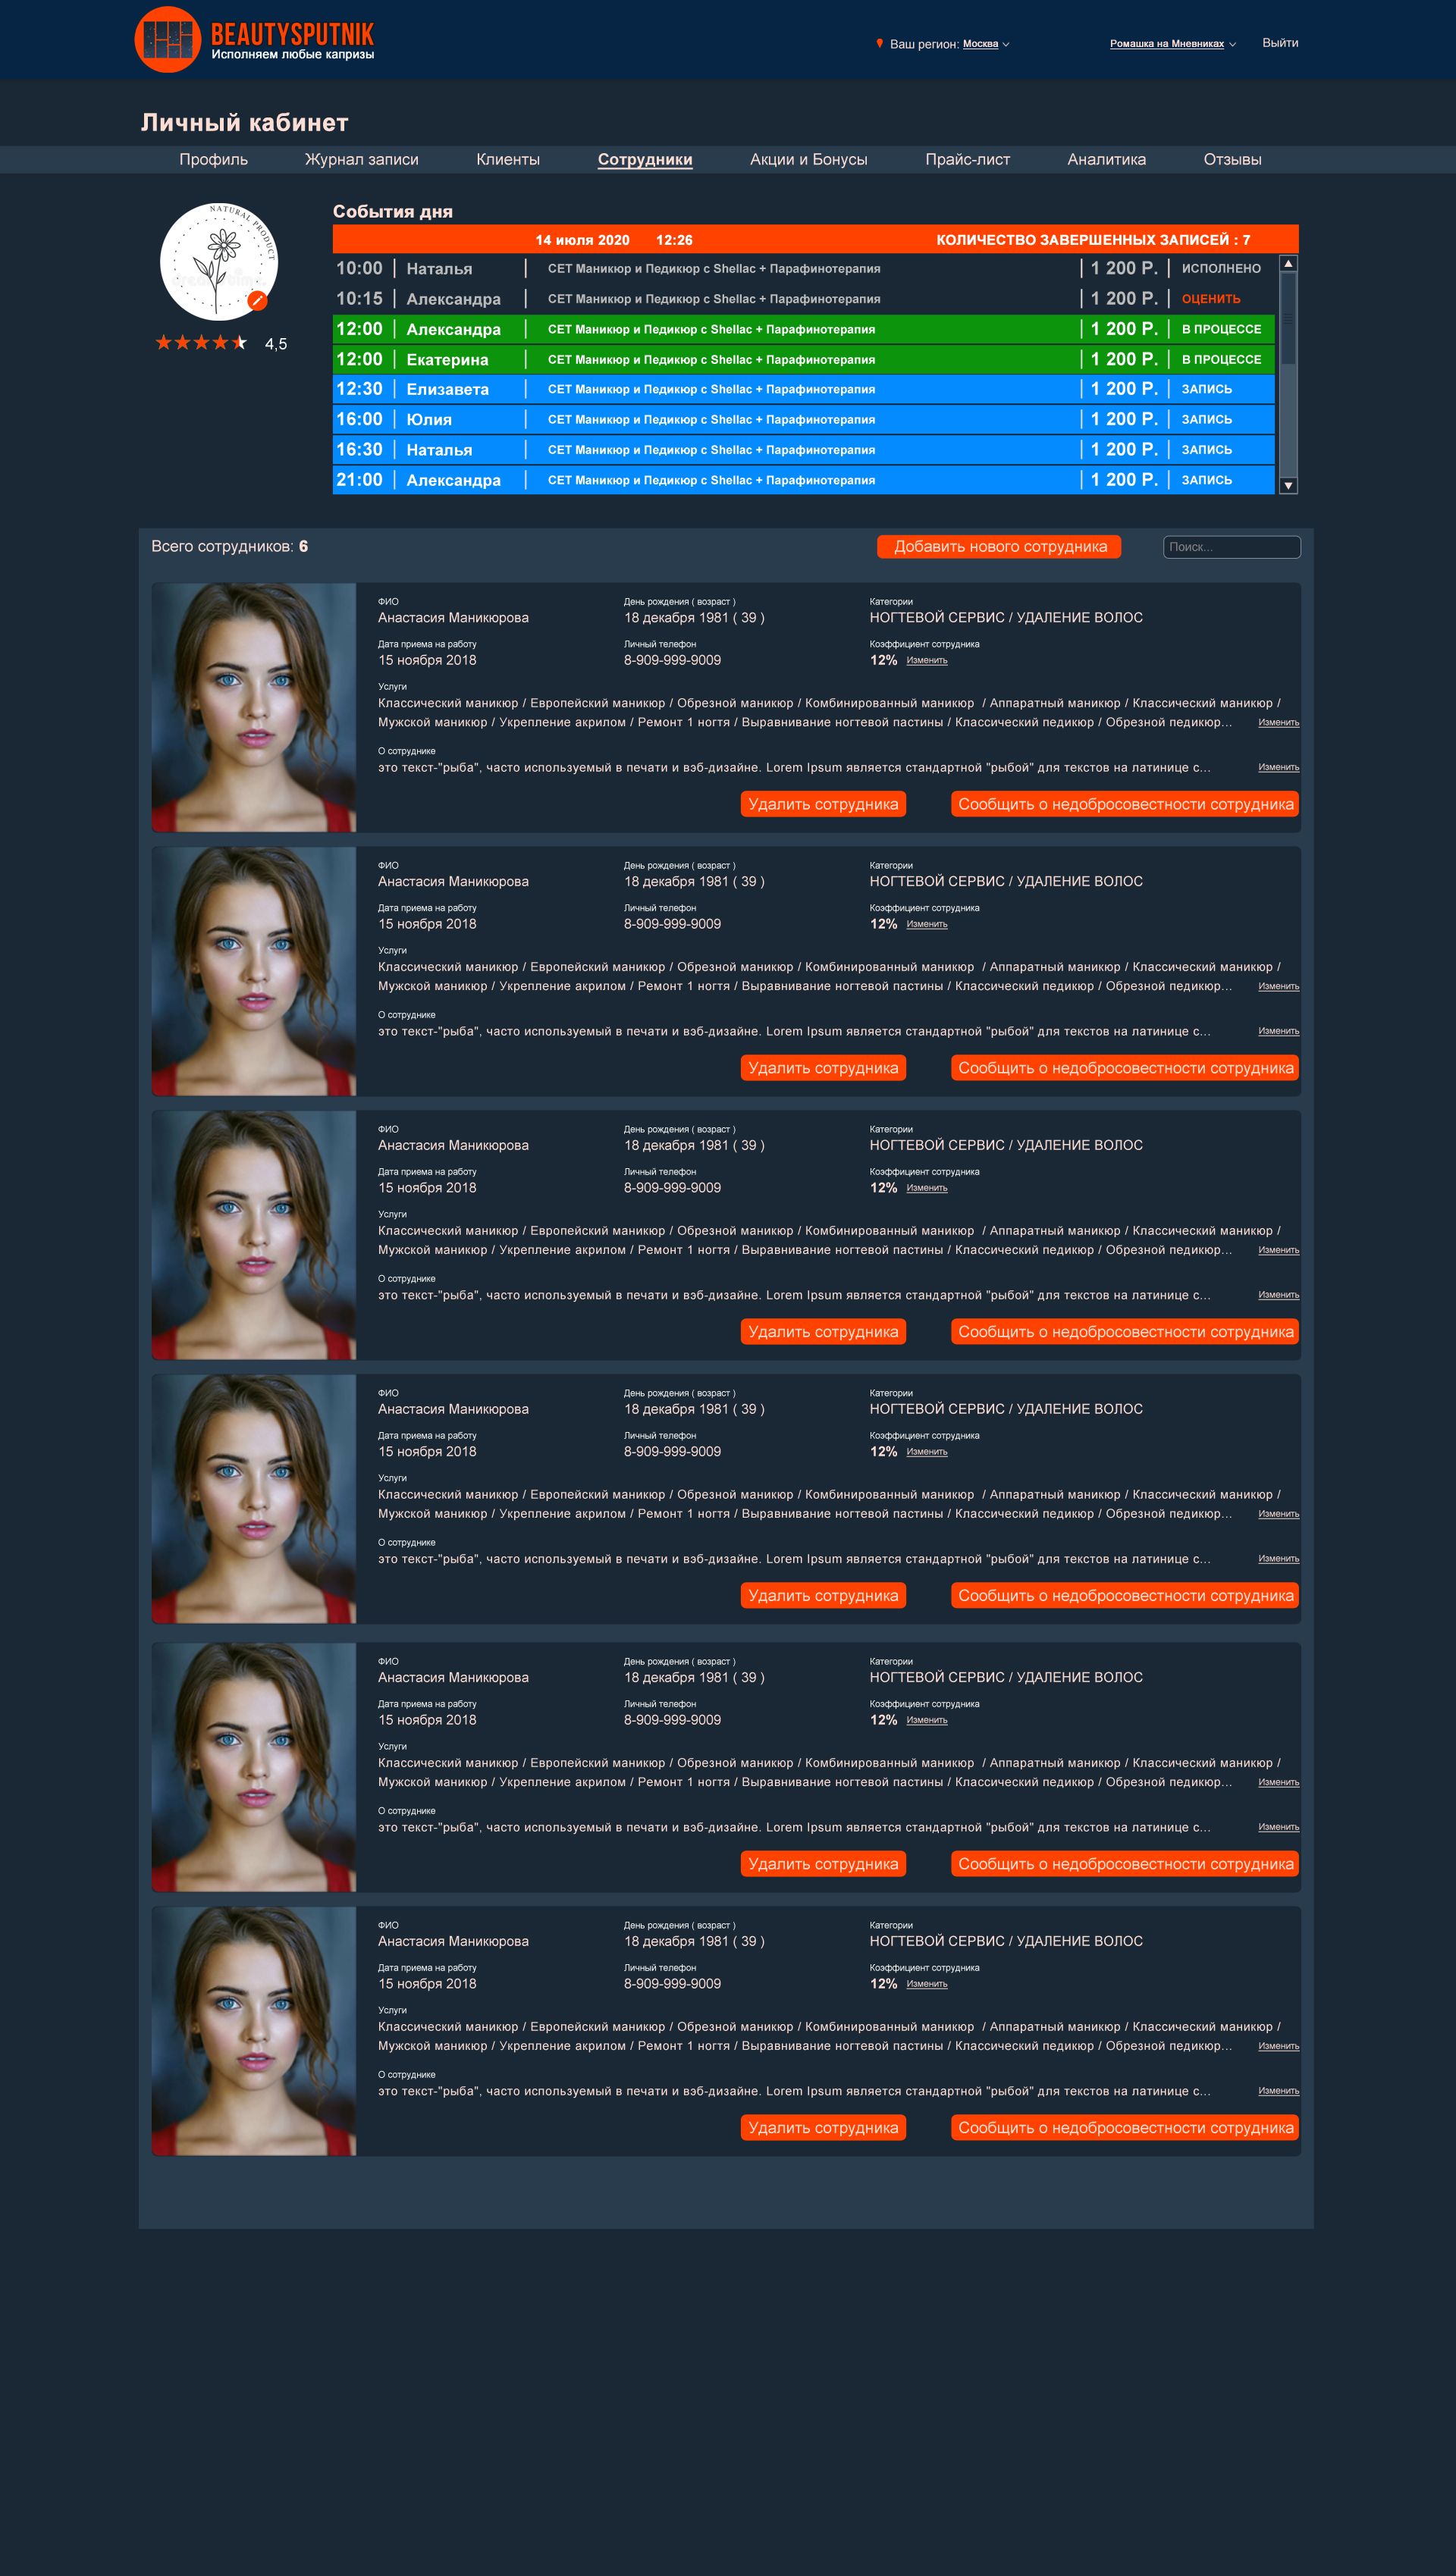 BEAUTYSPUTNIK
Исполняем любые капризы
Ваш регион: Москва
Ромашка на Мневниках
Выйти
Личный кабинет
Профиль Журнал записи Клиенты Сотрудники Акции и Бонусы Прайс-лист Аналитика Отзывы
NATURAL PRODUCT
4,5
События дня
14 июля 2020 12:26 КОЛИЧЕСТВО ЗАВЕРШЕННЫХ ЗАПИСЕЙ : 7
10:00 | Наталья | СЕТ Маникюр и Педикюр с Shellac + Парафинотерапия | 1 200 Р. | ИСПОЛНЕНО
10:15 | Александра | СЕТ Маникюр и Педикюр с Shellac + Парафинотерапия | 1 200 Р. | ОЦЕНИТЬ
12:00 | Александра | СЕТ Маникюр и Педикюр с Shellac + Парафинотерапия | 1 200 Р. | В ПРОЦЕССЕ
12:00 | Екатерина | СЕТ Маникюр и Педикюр с Shellac + Парафинотерапия | 1 200 Р. | В ПРОЦЕССЕ
12:30 | Елизавета | СЕТ Маникюр и Педикюр с Shellac + Парафинотерапия | 1 200 Р. | ЗАПИСЬ
16:00 | Юлия | СЕТ Маникюр и Педикюр с Shellac + Парафинотерапия | 1 200 Р. | ЗАПИСЬ
16:30 | Наталья | СЕТ Маникюр и Педикюр с Shellac + Парафинотерапия | 1 200 Р. | ЗАПИСЬ
21:00 | Александра | СЕТ Маникюр и Педикюр с Shellac + Парафинотерапия | 1 200 Р. | ЗАПИСЬ
Всего сотрудников: 6 Добавить нового сотрудника Поиск...
ФИО День рождения ( возраст ) Категории
Анастасия Маникюрова 18 декабря 1981 ( 39 ) НОГТЕВОЙ СЕРВИС / УДАЛЕНИЕ ВОЛОС
Дата приема на работу Личный телефон Коэффициент сотрудника
15 ноября 2018 8-909-999-9009 12% Изменить
Услуги
Классический маникюр / Европейский маникюр / Обрезной маникюр / Комбинированный маникюр / Аппаратный маникюр / Классический маникюр /
Мужской маникюр / Укрепление акрилом / Ремонт 1 ногтя / Выравнивание ногтевой пастины / Классический педикюр / Обрезной педикюр... Изменить
О сотруднике
это текст-"рыба", часто используемый в печати и вэб-дизайне. Lorem Ipsum является стандартной "рыбой" для текстов на латинице с... Изменить
Удалить сотрудника Сообщить о недобросовестности сотрудника
ФИО День рождения ( возраст ) Категории
Анастасия Маникюрова 18 декабря 1981 ( 39 ) НОГТЕВОЙ СЕРВИС / УДАЛЕНИЕ ВОЛОС
Дата приема на работу Личный телефон Коэффициент сотрудника
15 ноября 2018 8-909-999-9009 12% Изменить
Услуги
Классический маникюр / Европейский маникюр / Обрезной маникюр / Комбинированный маникюр / Аппаратный маникюр / Классический маникюр /
Мужской маникюр / Укрепление акрилом / Ремонт 1 ногтя / Выравнивание ногтевой пастины / Классический педикюр / Обрезной педикюр... Изменить
О сотруднике
это текст-"рыба", часто используемый в печати и вэб-дизайне. Lorem Ipsum является стандартной "рыбой" для текстов на латинице с... Изменить
Удалить сотрудника Сообщить о недобросовестности сотрудника
ФИО День рождения ( возраст ) Категории
Анастасия Маникюрова 18 декабря 1981 ( 39 ) НОГТЕВОЙ СЕРВИС / УДАЛЕНИЕ ВОЛОС
Дата приема на работу Личный телефон Коэффициент сотрудника
15 ноября 2018 8-909-999-9009 12% Изменить
Услуги
Классический маникюр / Европейский маникюр / Обрезной маникюр / Комбинированный маникюр / Аппаратный маникюр / Классический маникюр /
Мужской маникюр / Укрепление акрилом / Ремонт 1 ногтя / Выравнивание ногтевой пастины / Классический педикюр / Обрезной педикюр... Изменить
О сотруднике
это текст-"рыба", часто используемый в печати и вэб-дизайне. Lorem Ipsum является стандартной "рыбой" для текстов на латинице с... Изменить
Удалить сотрудника Сообщить о недобросовестности сотрудника
ФИО День рождения ( возраст ) Категории
Анастасия Маникюрова 18 декабря 1981 ( 39 ) НОГТЕВОЙ СЕРВИС / УДАЛЕНИЕ ВОЛОС
Дата приема на работу Личный телефон Коэффициент сотрудника
15 ноября 2018 8-909-999-9009 12% Изменить
Услуги
Классический маникюр / Европейский маникюр / Обрезной маникюр / Комбинированный маникюр / Аппаратный маникюр / Классический маникюр /
Мужской маникюр / Укрепление акрилом / Ремонт 1 ногтя / Выравнивание ногтевой пастины / Классический педикюр / Обрезной педикюр... Изменить
О сотруднике
это текст-"рыба", часто используемый в печати и вэб-дизайне. Lorem Ipsum является стандартной "рыбой" для текстов на латинице с... Изменить
Удалить сотрудника Сообщить о недобросовестности сотрудника
ФИО День рождения ( возраст ) Категории
Анастасия Маникюрова 18 декабря 1981 ( 39 ) НОГТЕВОЙ СЕРВИС / УДАЛЕНИЕ ВОЛОС
Дата приема на работу Личный телефон Коэффициент сотрудника
15 ноября 2018 8-909-999-9009 12% Изменить
Услуги
Классический маникюр / Европейский маникюр / Обрезной маникюр / Комбинированный маникюр / Аппаратный маникюр / Классический маникюр /
Мужской маникюр / Укрепление акрилом / Ремонт 1 ногтя / Выравнивание ногтевой пастины / Классический педикюр / Обрезной педикюр... Изменить
О сотруднике
это текст-"рыба", часто используемый в печати и вэб-дизайне. Lorem Ipsum является стандартной "рыбой" для текстов на латинице с... Изменить
Удалить сотрудника Сообщить о недобросовестности сотрудника
ФИО День рождения ( возраст ) Категории
Анастасия Маникюрова 18 декабря 1981 ( 39 ) НОГТЕВОЙ СЕРВИС / УДАЛЕНИЕ ВОЛОС
Дата приема на работу Личный телефон Коэффициент сотрудника
15 ноября 2018 8-909-999-9009 12% Изменить
Услуги
Классический маникюр / Европейский маникюр / Обрезной маникюр / Комбинированный маникюр / Аппаратный маникюр / Классический маникюр /
Мужской маникюр / Укрепление акрилом / Ремонт 1 ногтя / Выравнивание ногтевой пастины / Классический педикюр / Обрезной педикюр... Изменить
О сотруднике
это текст-"рыба", часто используемый в печати и вэб-дизайне. Lorem Ipsum является стандартной "рыбой" для текстов на латинице с... Изменить
Удалить сотрудника Сообщить о недобросовестности сотрудника